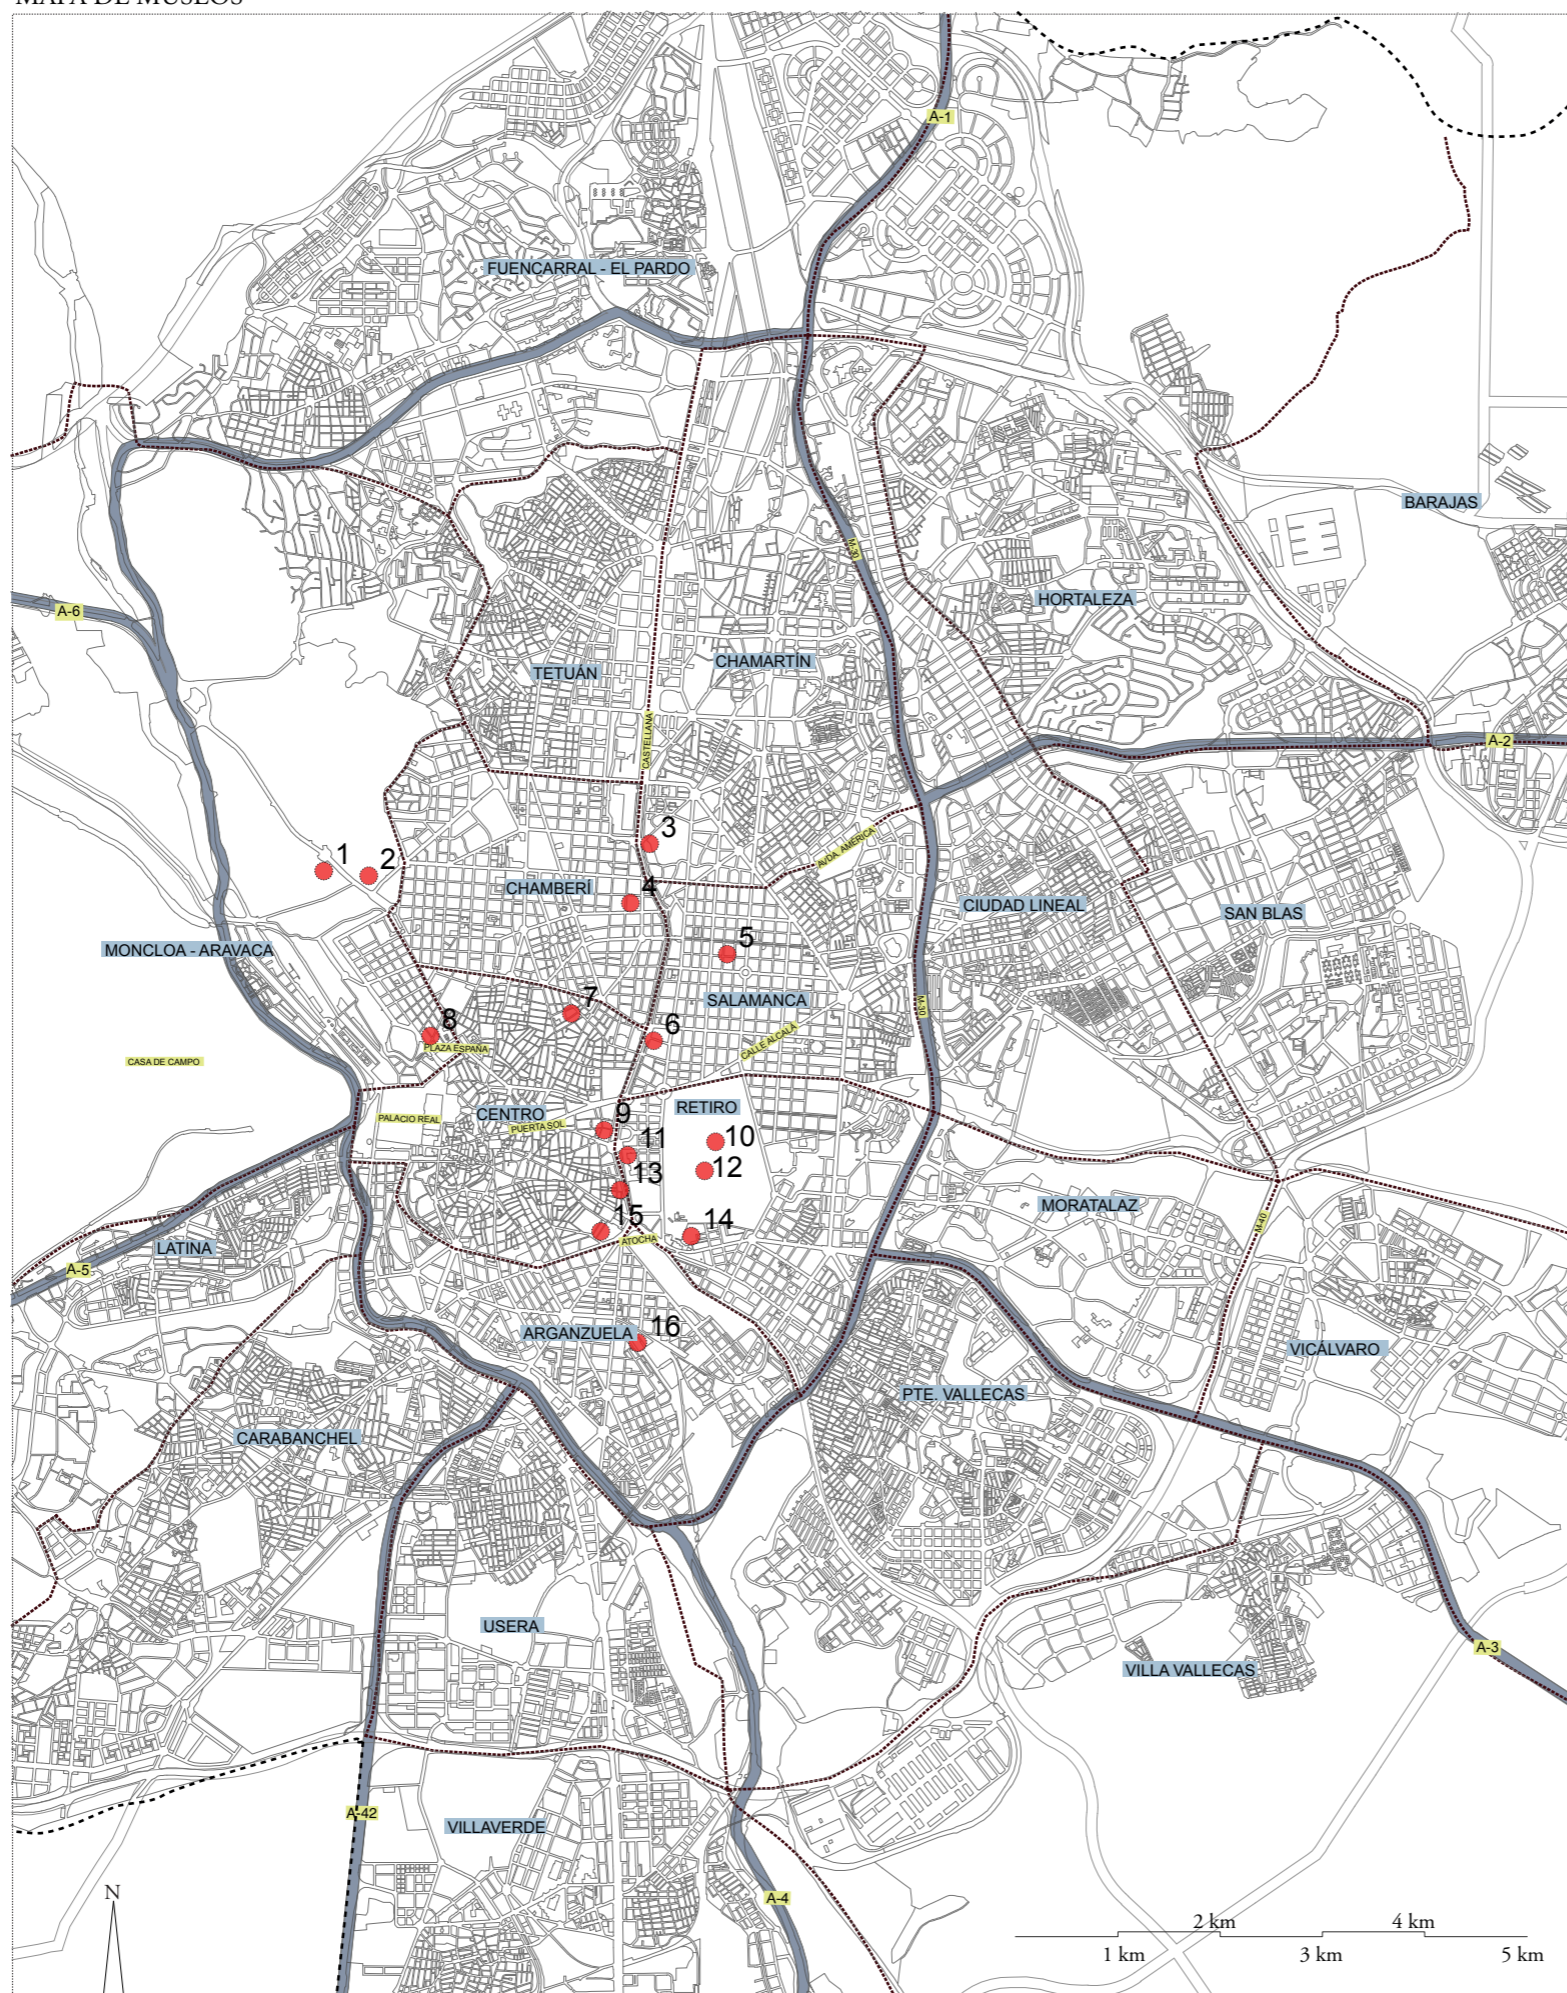 MAPA DE MUSEOS
A-1
FUENCARRAL - EL PARDO
BARAJAS
M-30
A-6
HORTALEZA
TETUÁN
CHAMARTÍN
CASTELLANA
A-2
3
AVDA. AMÉRICA
1
2
CHAMBERÍ
4
CIUDAD LINEAL
SAN BLAS
5
MONCLOA - ARAVACA
SALAMANCA
M-30
7
8
6
PLAZA ESPAÑA
CALLE ALCALÁ
CASA DE CAMPO
RETIRO
CENTRO
PALACIO REAL
PUERTA SOL
9
11
10
13
12
MORATALAZ
15
14
M-40
ATOCHA
LATINA
A-5
16
ARGANZUELA
VICÁLVARO
PTE. VALLECAS
CARABANCHEL
USERA
A-3
VILLA VALLECAS
A-42
VILLAVERDE
N
A-4
2 km 4 km
1 km 3 km 5 km